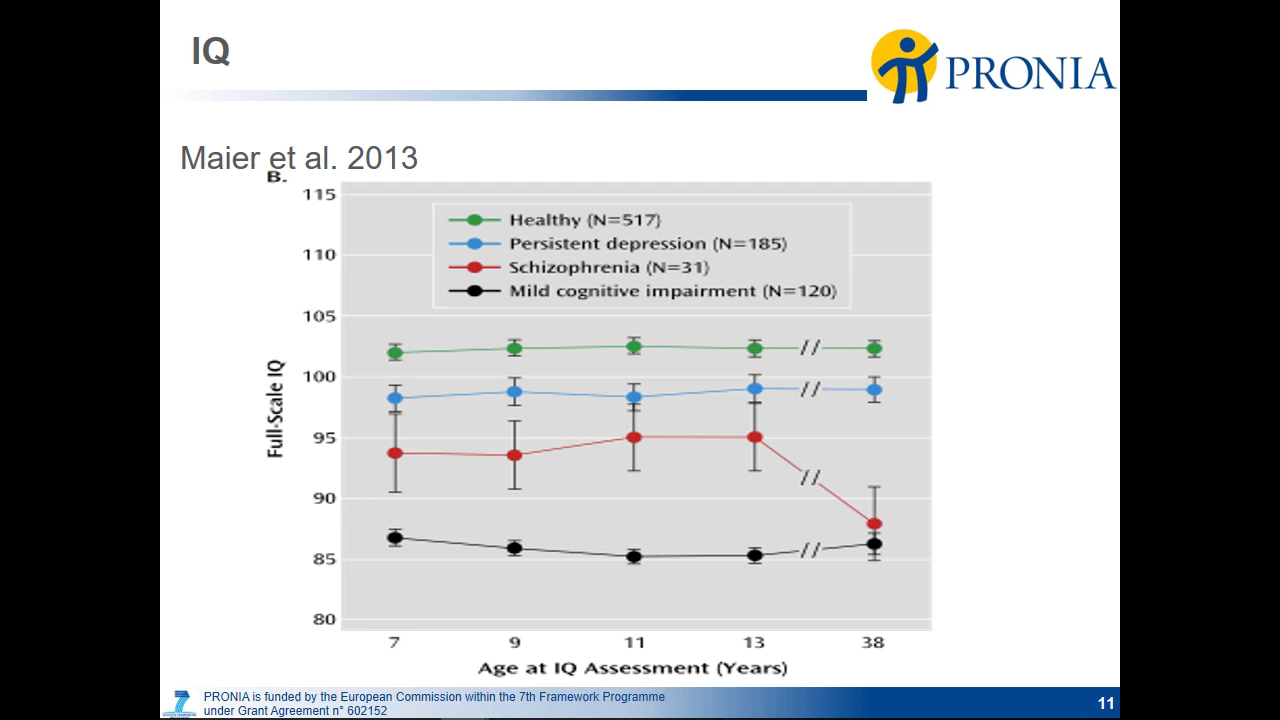 IQ
PRONIA
Maier et al. 2013
B.
115
110
105
100
95
90
85
80
Full-Scale IQ
Healthy (N=517)
Persistent depression (N=185)
Schizophrenia (N=31)
Mild cognitive impairment (N=120)
7 9 11 13 38
Age at IQ Assessment (Years)
PRONIA is funded by the European Commission within the 7th Framework Programme
under Grant Agreement n° 602152
11